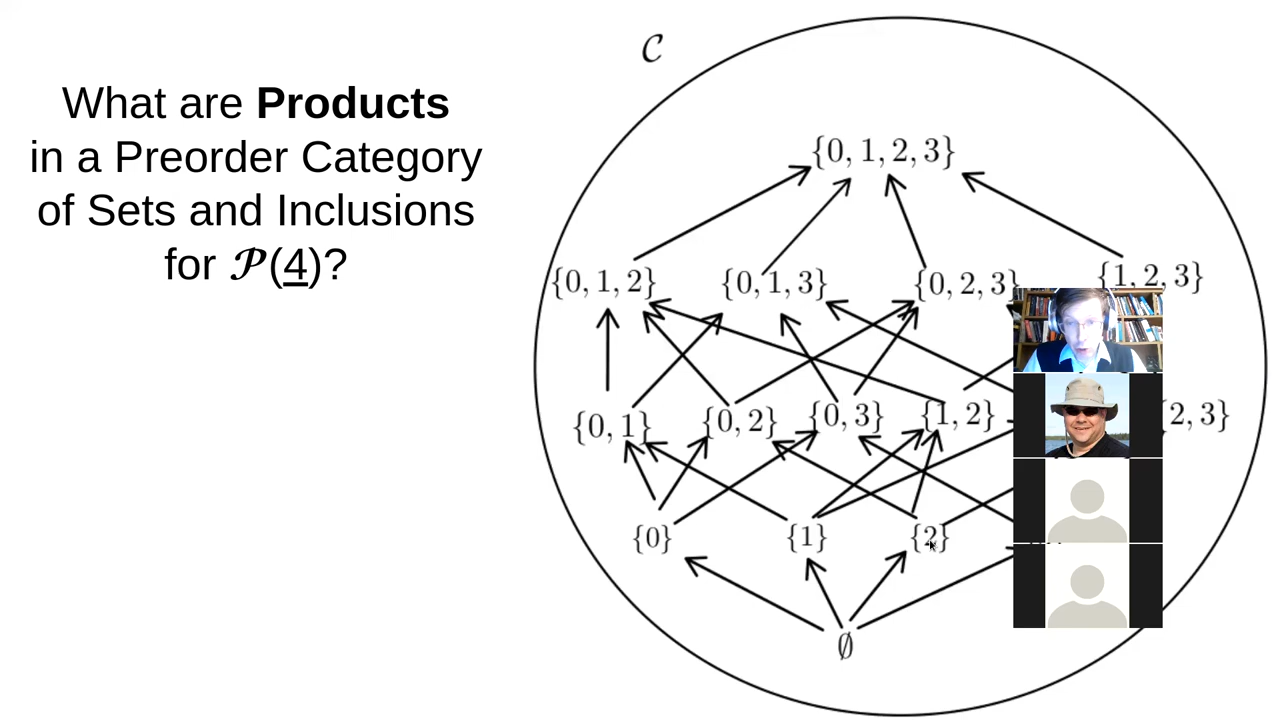 What are Products
in a Preorder Category
of Sets and Inclusions
for 𝒫(4)?
𝒞
{0, 1, 2, 3}
{0, 1, 2} {0, 1, 3} {0, 2, 3} {1, 2, 3}
{0, 1} {0, 2} {0, 3} {1, 2} 2, 3}
{0} {1} {2}
∅